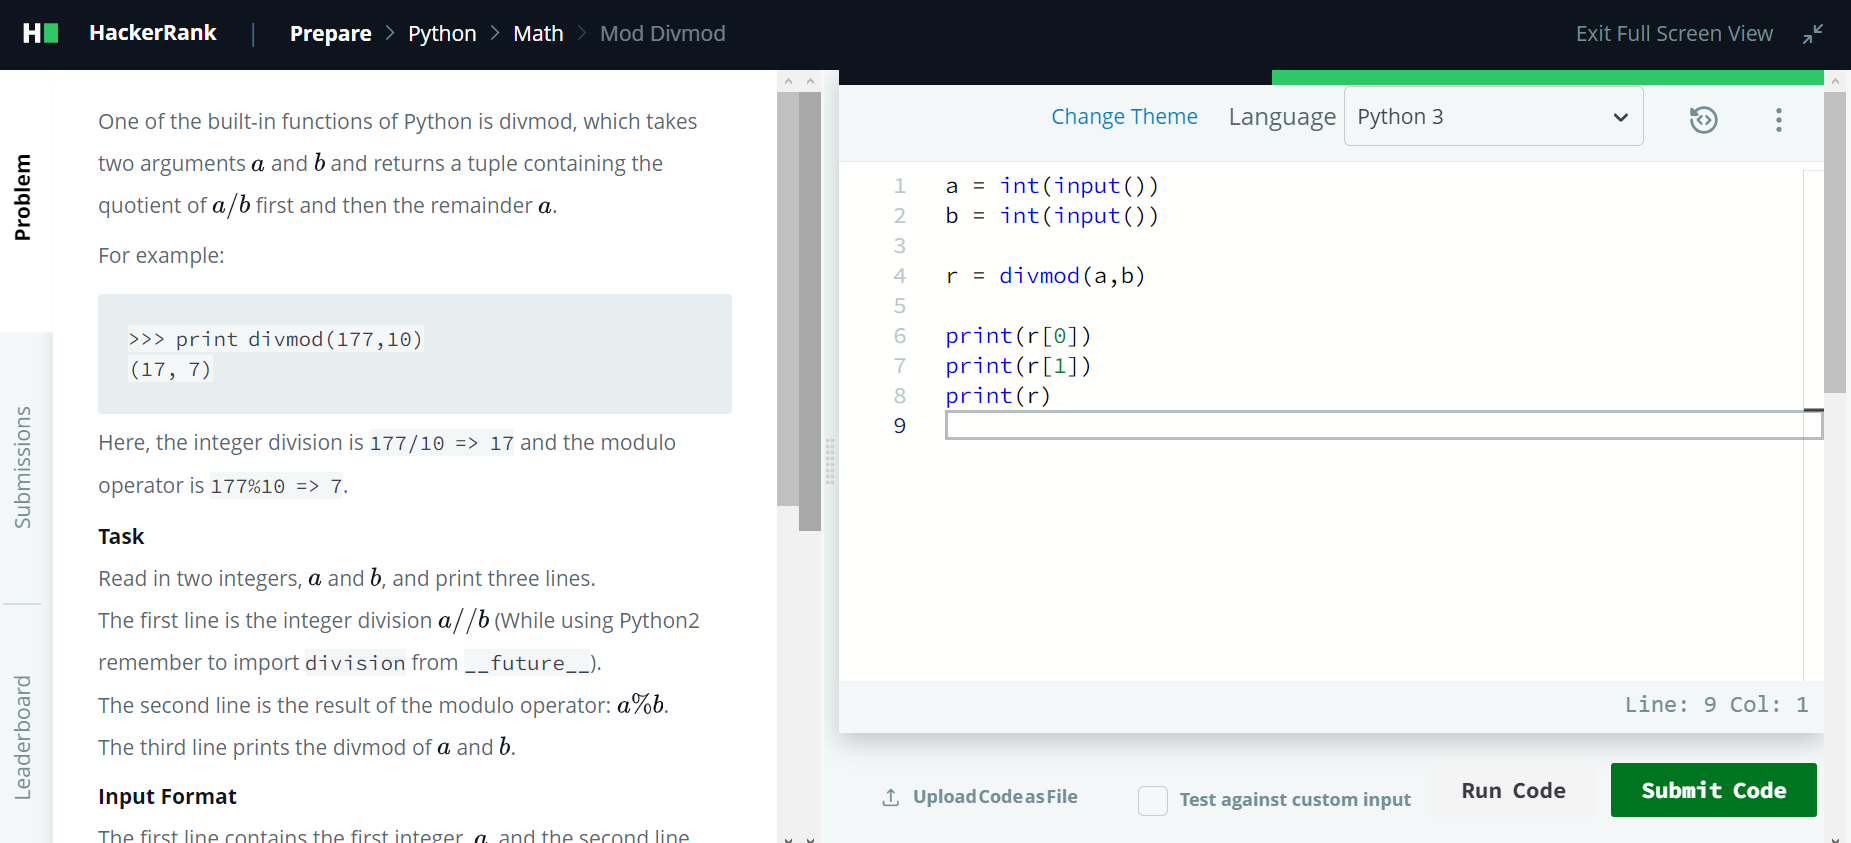 H HackerRank | Prepare > Python > Math > Mod Divmod Exit Full Screen View
Problem
Submissions
Leaderboard
One of the built-in functions of Python is divmod, which takes
two arguments a and b and returns a tuple containing the
quotient of a/b first and then the remainder a.
For example:
>>> print divmod(177,10)
(17, 7)
Here, the integer division is 177/10 => 17 and the modulo
operator is 177%10 => 7.
Task
Read in two integers, a and b, and print three lines.
The first line is the integer division a//b (While using Python2
remember to import division from __future__).
The second line is the result of the modulo operator: a%b.
The third line prints the divmod of a and b.
Input Format
The first line contains the first integer, a, and the second line
Change Theme Language Python 3
1 a = int(input())
2 b = int(input())
3
4 r = divmod(a,b)
5
6 print(r[0])
7 print(r[1])
8 print(r)
9
Line: 9 Col: 1
Upload Code as File Test against custom input Run Code Submit Code